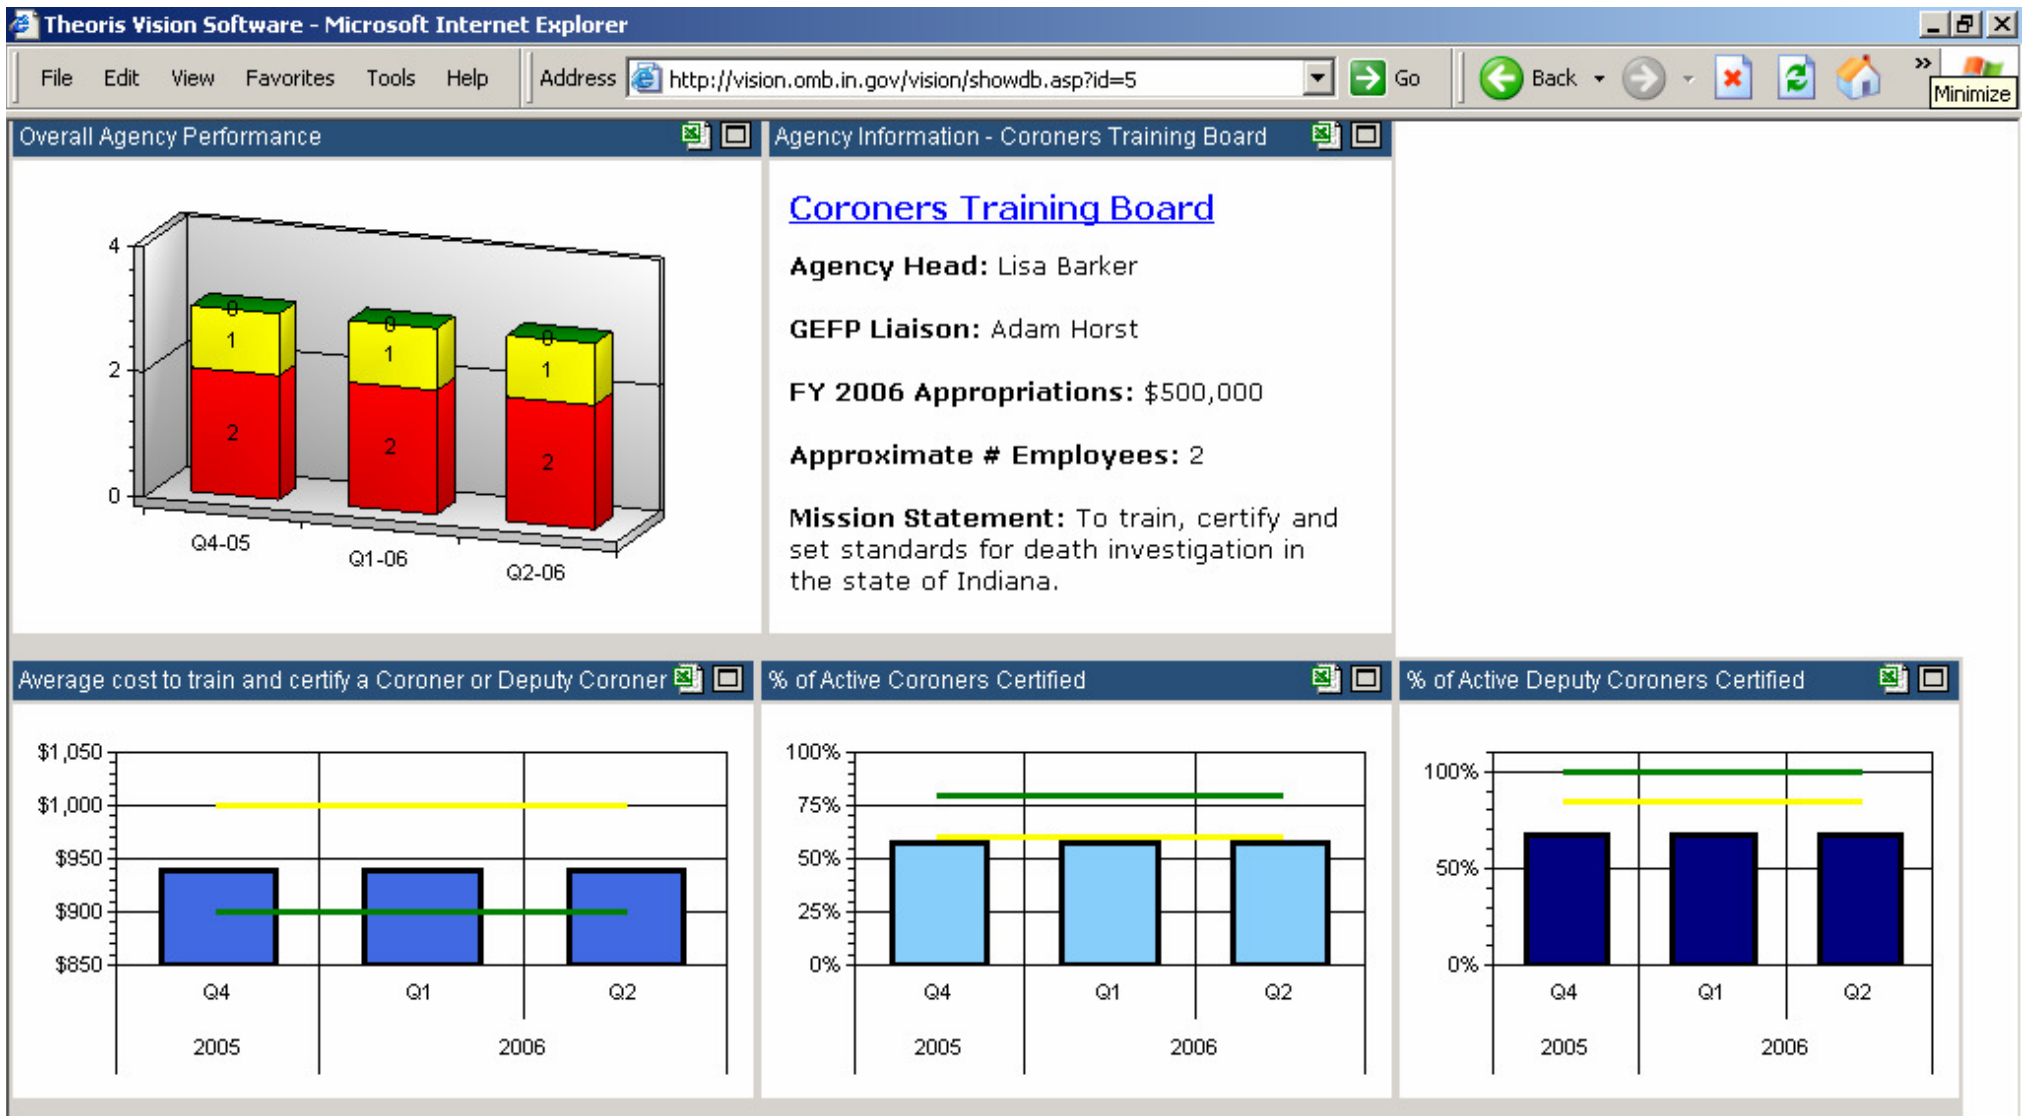 Theoris Vision Software - Microsoft Internet Explorer
File Edit View Favorites Tools Help Address http://vision.omb.in.gov/vision/showdb.asp?id=5 Go Back »
Minimize
Overall Agency Performance
4
2
0
0
1
2
0
1
2
0
1
2
Q4-05
Q1-06
Q2-06
Agency Information - Coroners Training Board
Coroners Training Board
Agency Head: Lisa Barker
GEFP Liaison: Adam Horst
FY 2006 Appropriations: $500,000
Approximate # Employees: 2
Mission Statement: To train, certify and
set standards for death investigation in
the state of Indiana.
Average cost to train and certify a Coroner or Deputy Coroner
$1,050
$1,000
$950
$900
$850
Q4 Q1 Q2
2005 2006
% of Active Coroners Certified
100%
75%
50%
25%
0%
Q4 Q1 Q2
2005 2006
% of Active Deputy Coroners Certified
100%
50%
0%
Q4 Q1 Q2
2005 2006